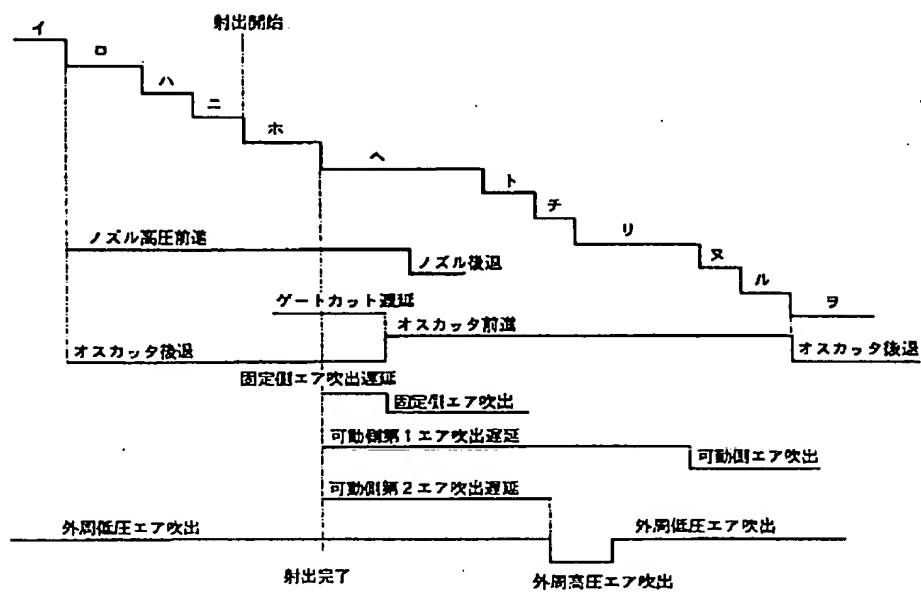 射出開始
イ
ロ
ハ
ニ
ホ
ヘ
ト
チ
リ
ヌ
ル
ヲ
ノズル高圧前進
ノズル後退
ゲートカット遅延
オスカッタ前進
オスカッタ後退
オスカッタ後退
固定側エア吹出遅延
固定側エア吹出
可動側第1エア吹出遅延
可動側エア吹出
可動側第2エア吹出遅延
外周低圧エア吹出
外周低圧エア吹出
射出完了
外周高圧エア吹出